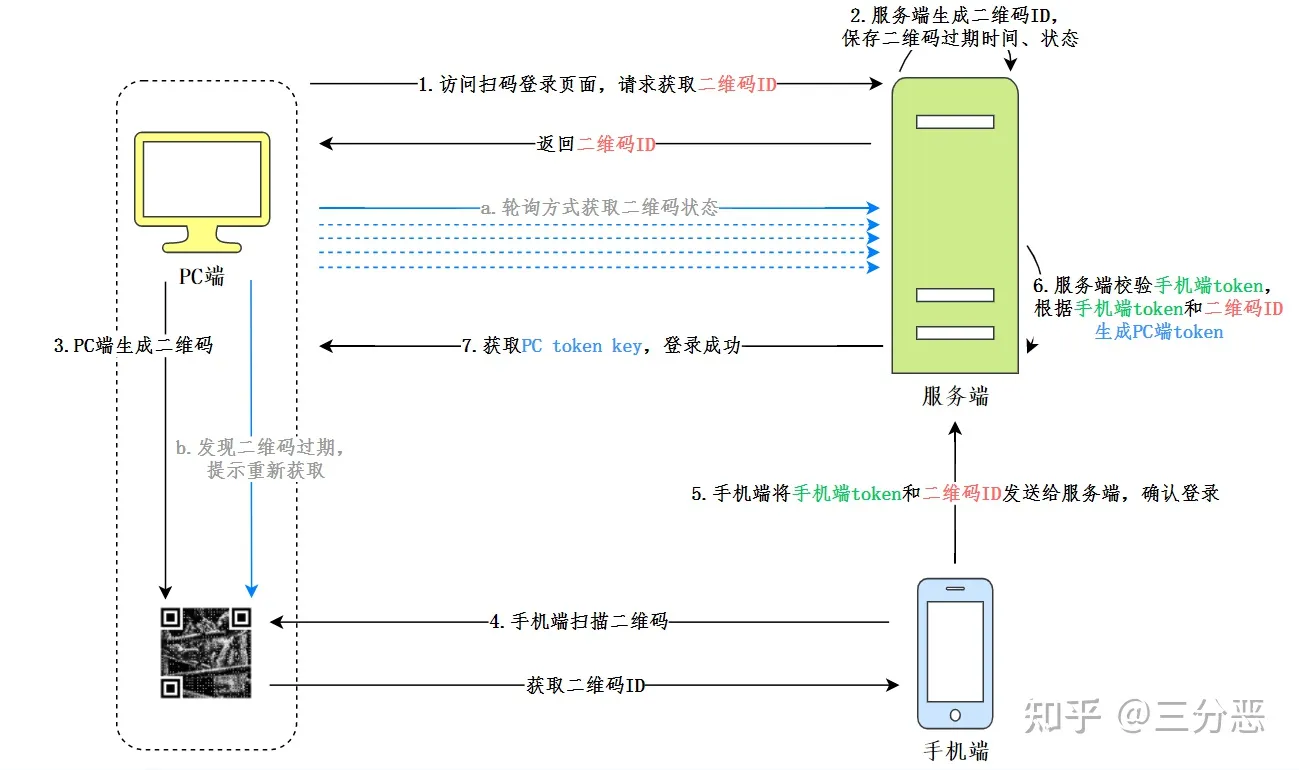 2.服务端生成二维码ID，
保存二维码过期时间、状态
1.访问扫码登录页面，请求获取二维码ID
返回二维码ID
a.轮询方式获取二维码状态
PC端
6.服务端校验手机端token，
根据手机端token和二维码ID
生成PC端token
3.PC端生成二维码
7.获取PC token key，登录成功
服务端
b.发现二维码过期，
提示重新获取
5.手机端将手机端token和二维码ID发送给服务端，确认登录
4.手机端扫描二维码
获取二维码ID
知乎 @三分恶
手机端